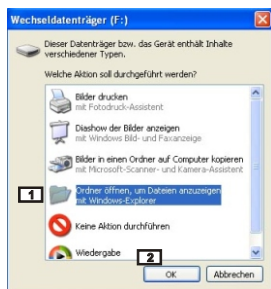 Wechseldatenträger (F:)
Dieser Datenträger bzw. das Gerät enthält Inhalte
verschiedener Typen.
Welche Aktion soll durchgeführt werden?
Bilder drucken
mit Fotodruck-Assistent
Diashow der Bilder anzeigen
mit Windows Bild- und Faxanzeige
Bilder in einen Ordner auf Computer kopieren
mit Microsoft-Scanner- und Kamera-Assistent
1
Ordner öffnen, um Dateien anzuzeigen
mit Windows-Explorer
Keine Aktion durchführen
Wiedergabe
2
OK
Abbrechen